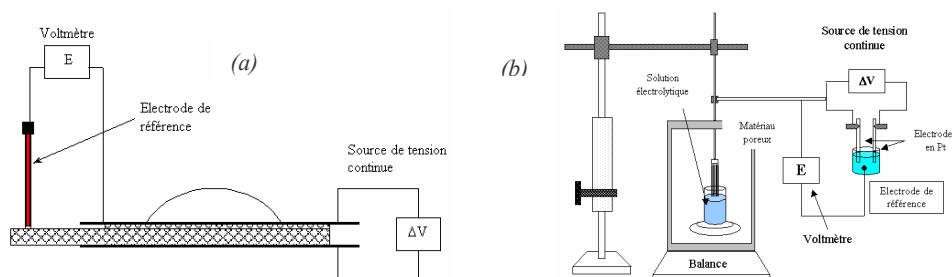 Voltmètre
E
(a)
Electrode de
référence
Source de tension
continue
ΔV
(b)
Source de tension
continue
ΔV
Solution
électrolytique
Matériau
poreux
Electrode
en Pt
E
Electrode de
référence
Voltmètre
Balance